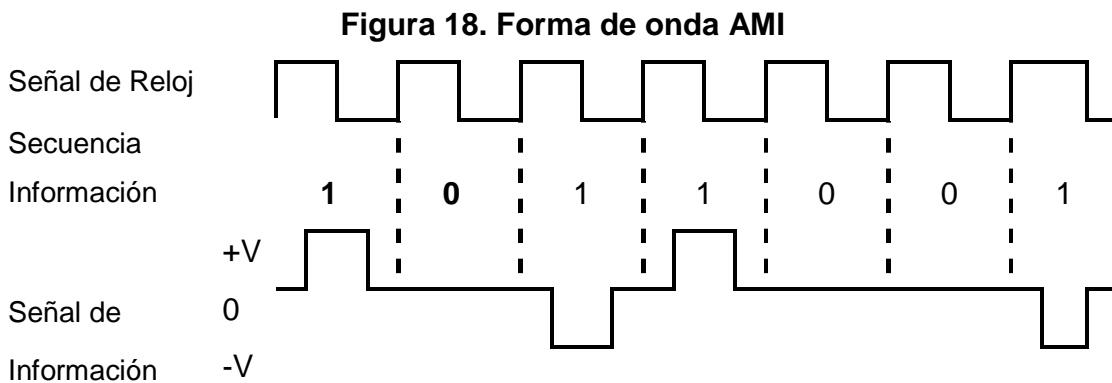 Figura 18. Forma de onda AMI
Señal de Reloj
Secuencia
Información 1 0 1 1 0 0 1
+V
Señal de 0
Información -V